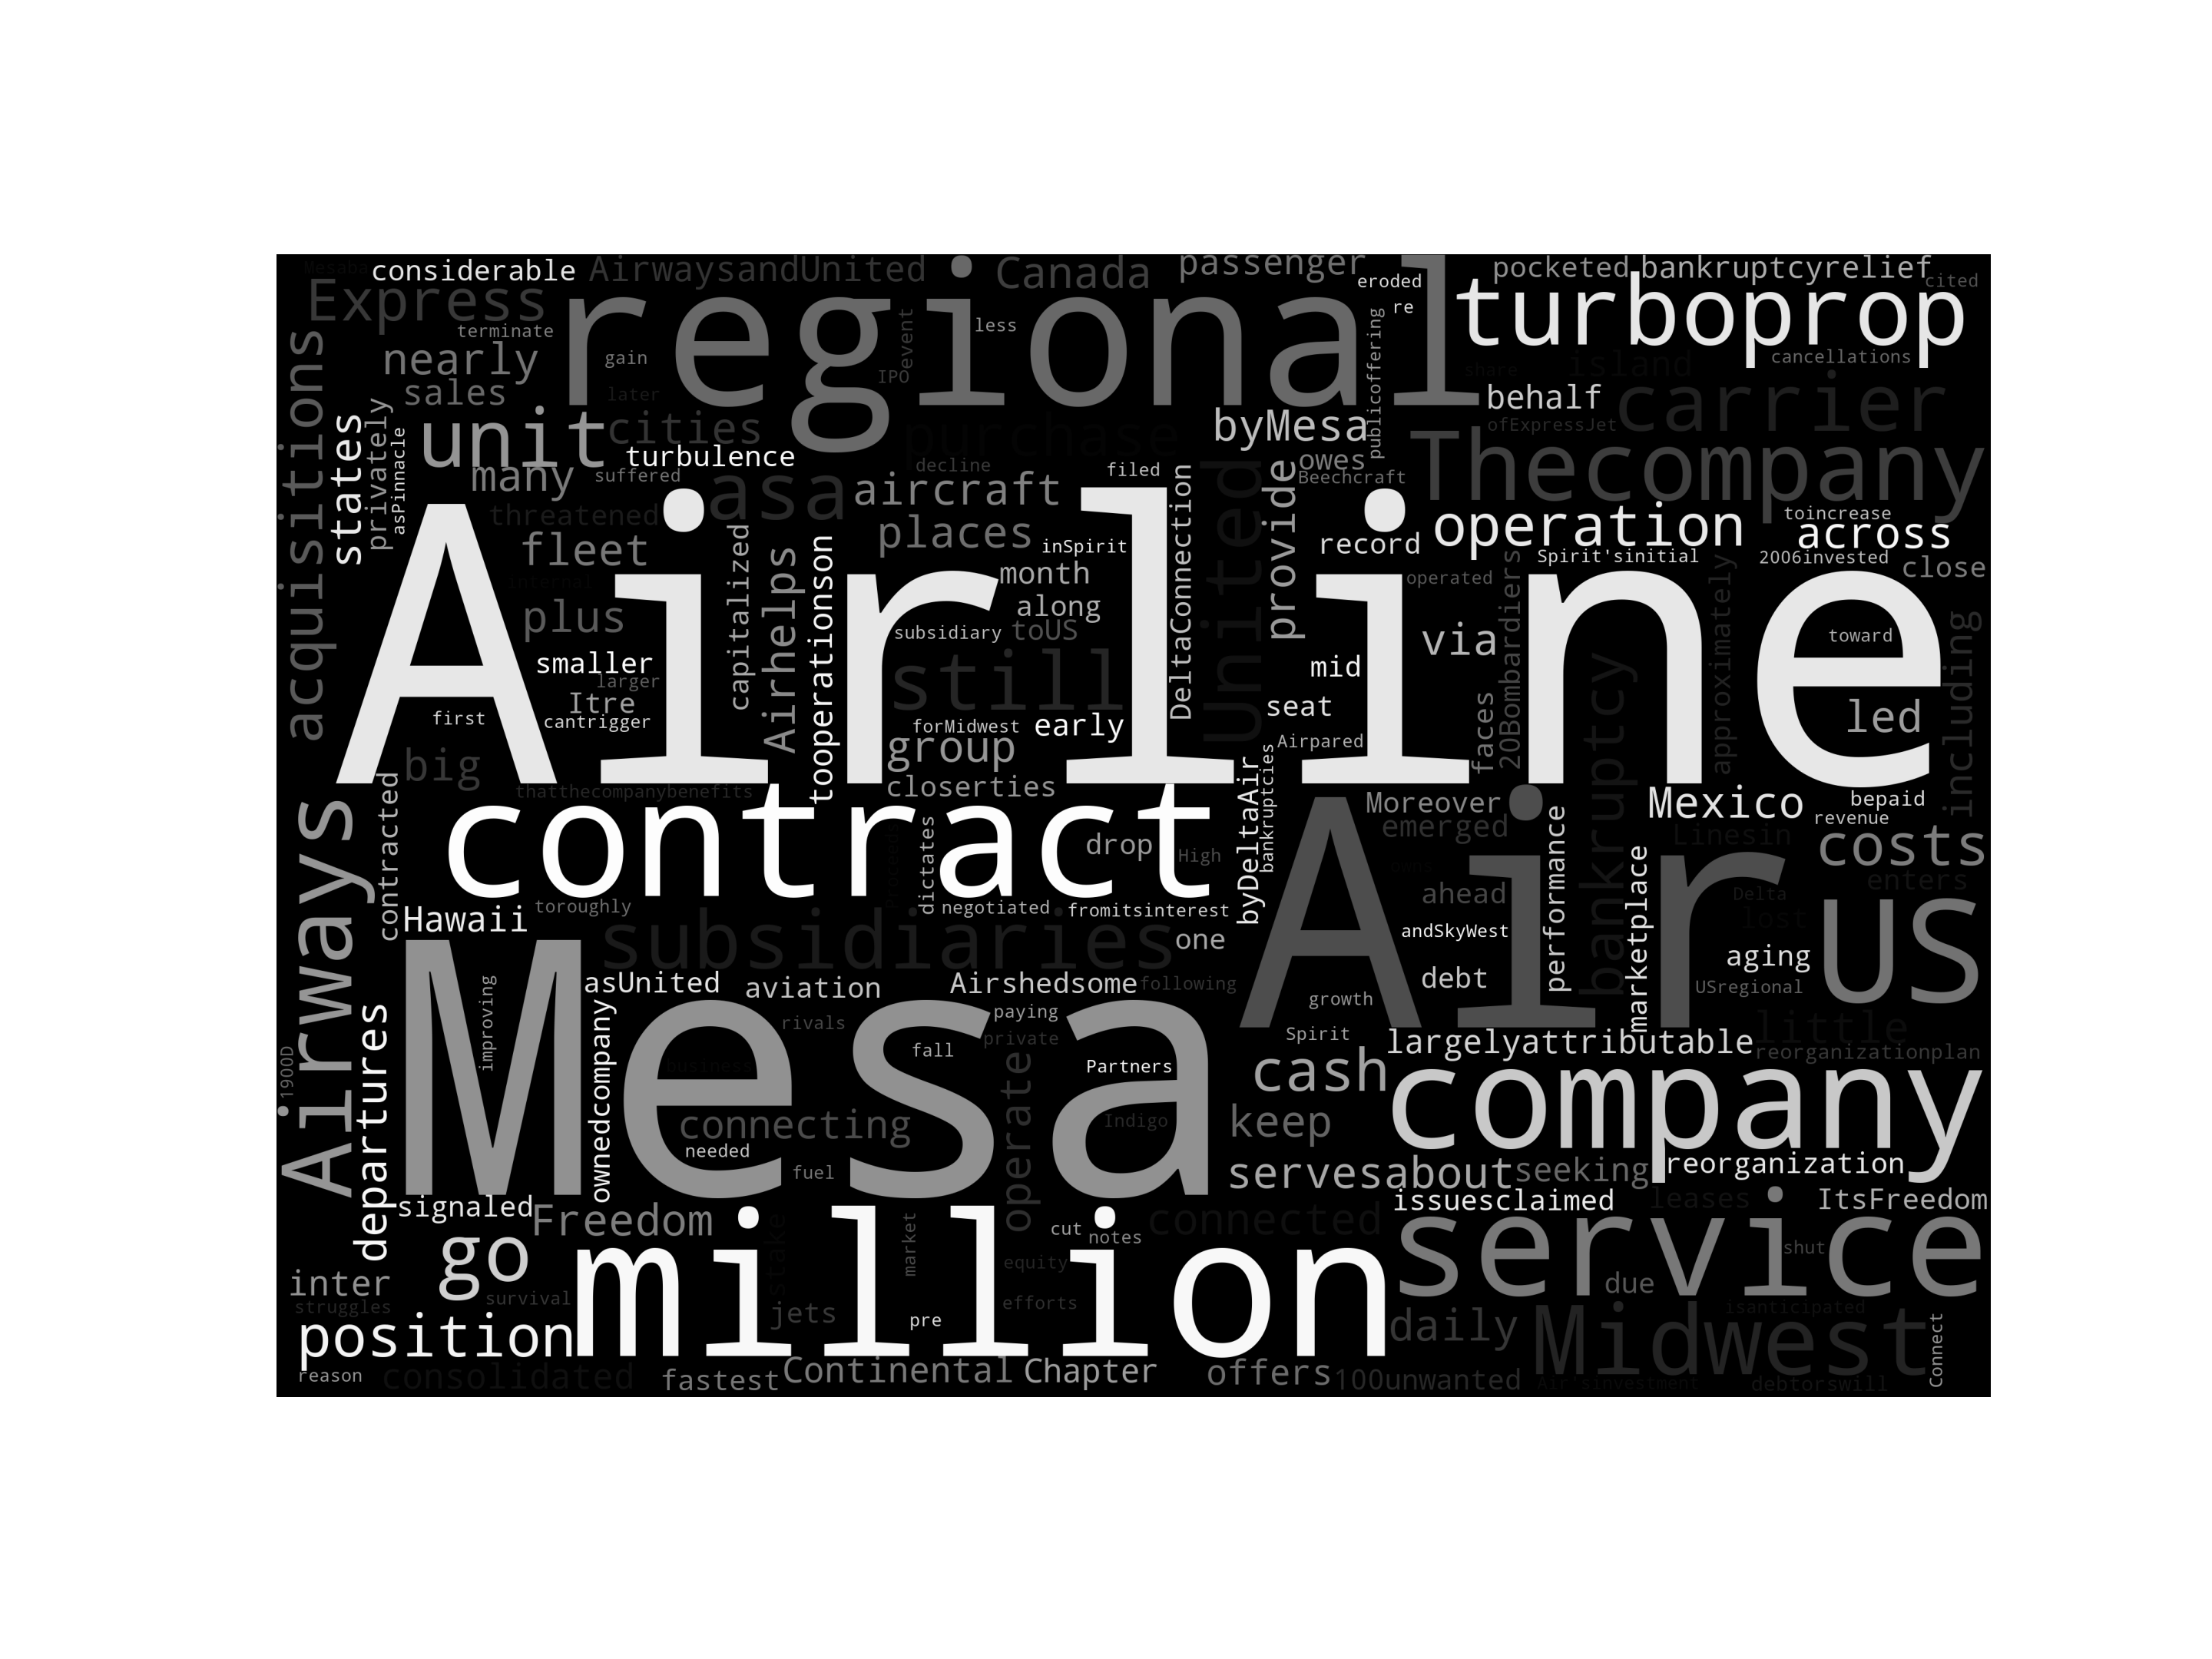 Mesaba
considerable
AirwaysandUnited
Canada
passenger
pocketed
bankruptcyrelief
Express
regional
eroded
cited
turboprop
terminate
less
event
re
nearly
gain
IPO
publicoffering
share
island
cancellations
sales
later
behalf
carrier
acquisitions
states
privately
asPinnacle
unit
cities
purchase
byMesa
ofExpressJet
Thecompany
many
turbulence
suffered
asa
decline
filed
owes
Beechcraft
aircraft
threatened
United
provide
operation
toincrease
across
fleet
places
inSpirit
record
Spirit'sinitial
2006invested
close
Airline
internal
month
operated
plus
capitalized
Airhelps
tooperationson
along
DeltaConnection
20Bombardiers
approximately
including
subsidiary
toUS
via
toward
smaller
larger
still
mid
Itre
seat
led
first
cantrigger
forMidwest
early
Airpared
faces
bankruptcy
big
group
closerties
bankruptcies
thatthecompanybenefits
Moreover
Mexico
bepaid
revenue
Airways
contracted
contract
emerged
Linesin
costs
drop
High
Air
owns
enters
dictates
Proceeds
byDeltaAir
ahead
performance
marketplace
Delta
US
Hawaii
toroughly
negotiated
fromitsinterest
lost
subsidiaries
one
andSkyWest
aging
Mesa
asUnited
aviation
Airshedsome
following
debt
USregional
improving
growth
departures
ownedcompany
rivals
paying
private
Spirit
little
1900D
fall
largelyattributable
reorganizationplan
business
Partners
cash
company
connecting
Indigo
keep
needed
operate
fuel
servesabout
seeking
reorganization
signaled
Freedom
issuesclaimed
leases
ItsFreedom
go
million
stake
market
cut
notes
connected
service
shut
inter
equity
due
struggles
survival
jets
efforts
pre
daily
Midwest
isanticipated
position
Connect
reason
consolidated
fastest
Continental
Chapter
offers
100unwanted
Air'sinvestment
debtorswill